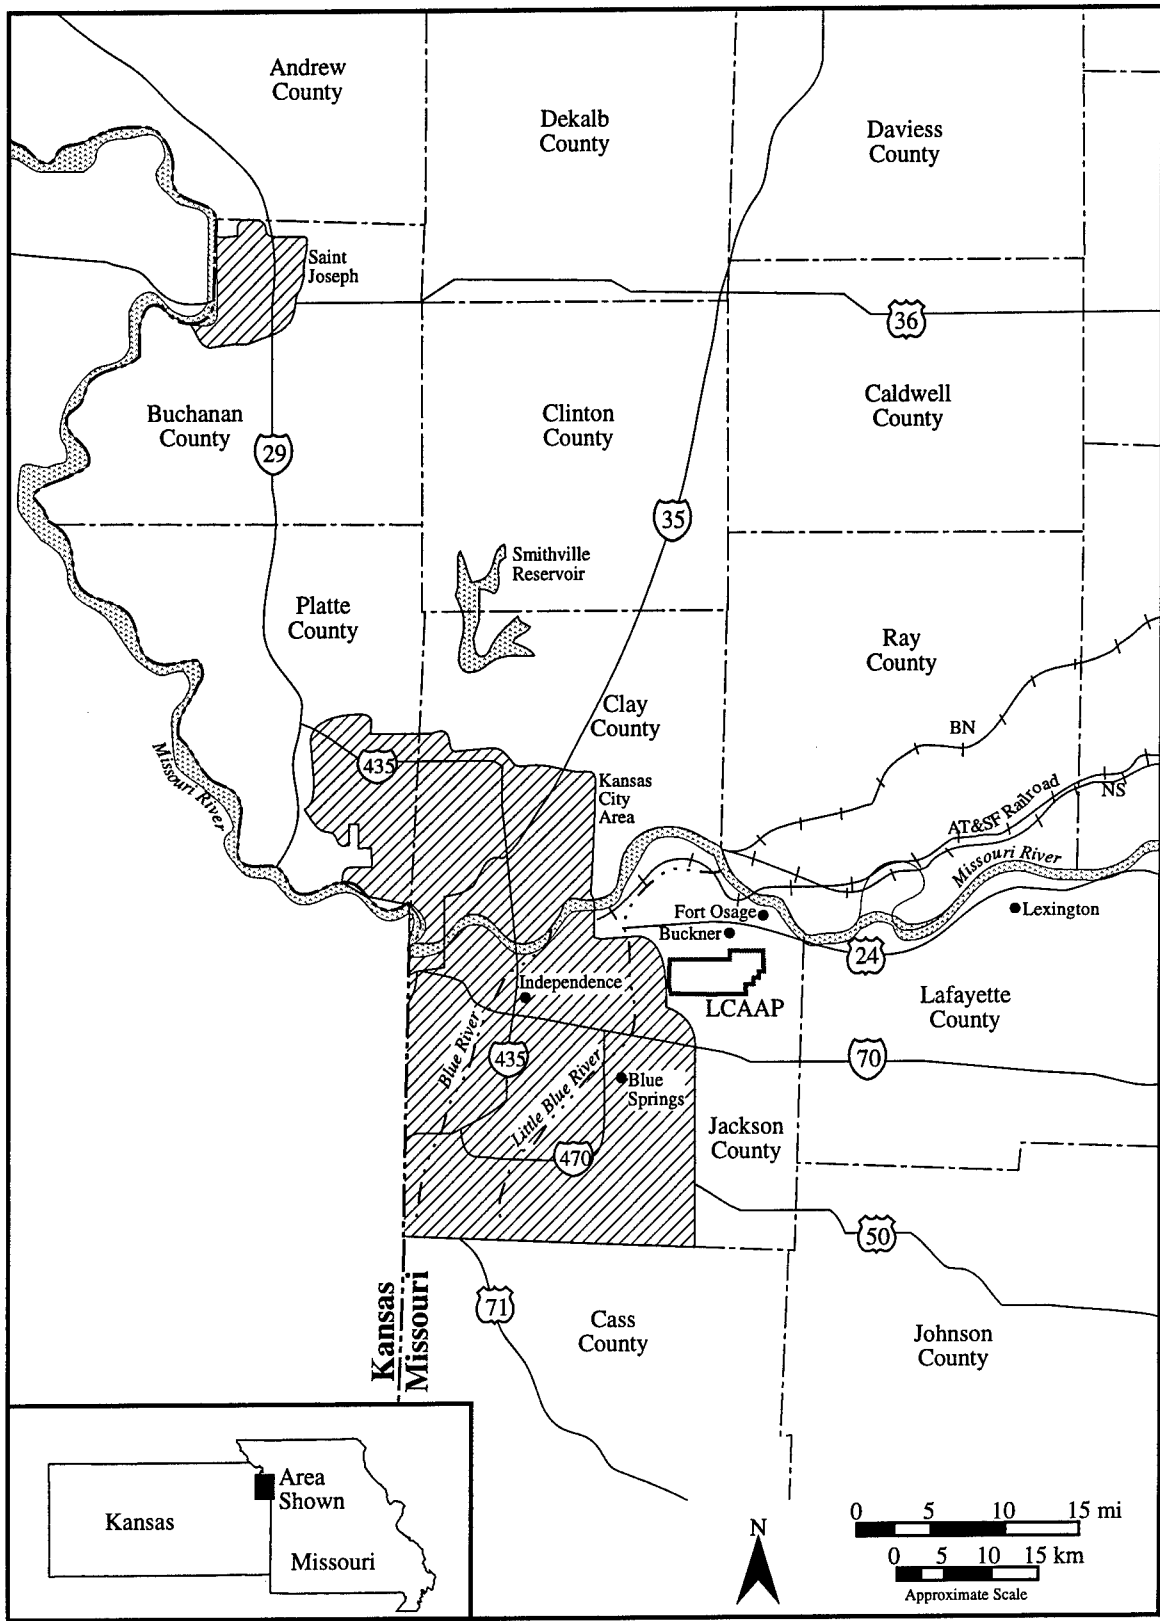 Andrew
County
Dekalb
County
Daviess
County
Saint
Joseph
36
Buchanan
County
29
Clinton
County
Caldwell
County
35
Smithville
Reservoir
Platte
County
Ray
County
Clay
County
BN
435
Missouri River
Kansas
City
Area
AT&SF Railroad
NS
Missouri River
Fort Osage
Buckner
Lexington
24
Independence
LCAAP
Lafayette
County
Blue River
435
Little Blue River
70
Blue
Springs
Jackson
County
470
50
Kansas
Missouri
71
Cass
County
Johnson
County
Area
Shown
Kansas
Missouri
N
0 5 10 15 mi
0 5 10 15 km
Approximate Scale